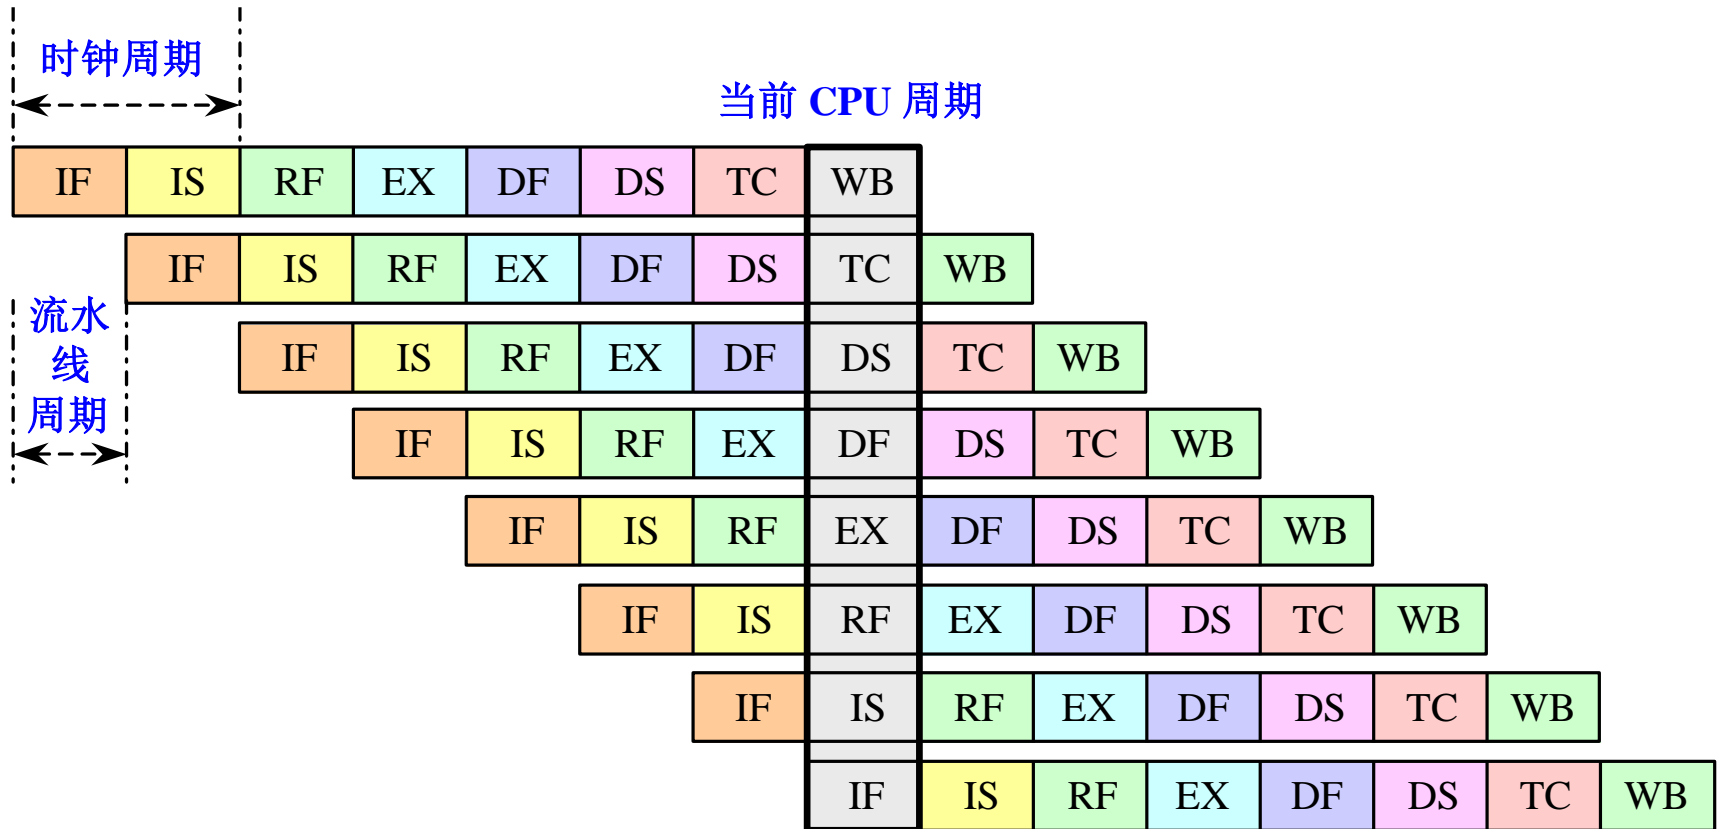 时钟周期
当前 CPU 周期
IF IS RF EX DF DS TC WB
IF IS RF EX DF DS TC WB
流水
线
周期
IF IS RF EX DF DS TC WB
IF IS RF EX DF DS TC WB
IF IS RF EX DF DS TC WB
IF IS RF EX DF DS TC WB
IF IS RF EX DF DS TC WB
IF IS RF EX DF DS TC WB